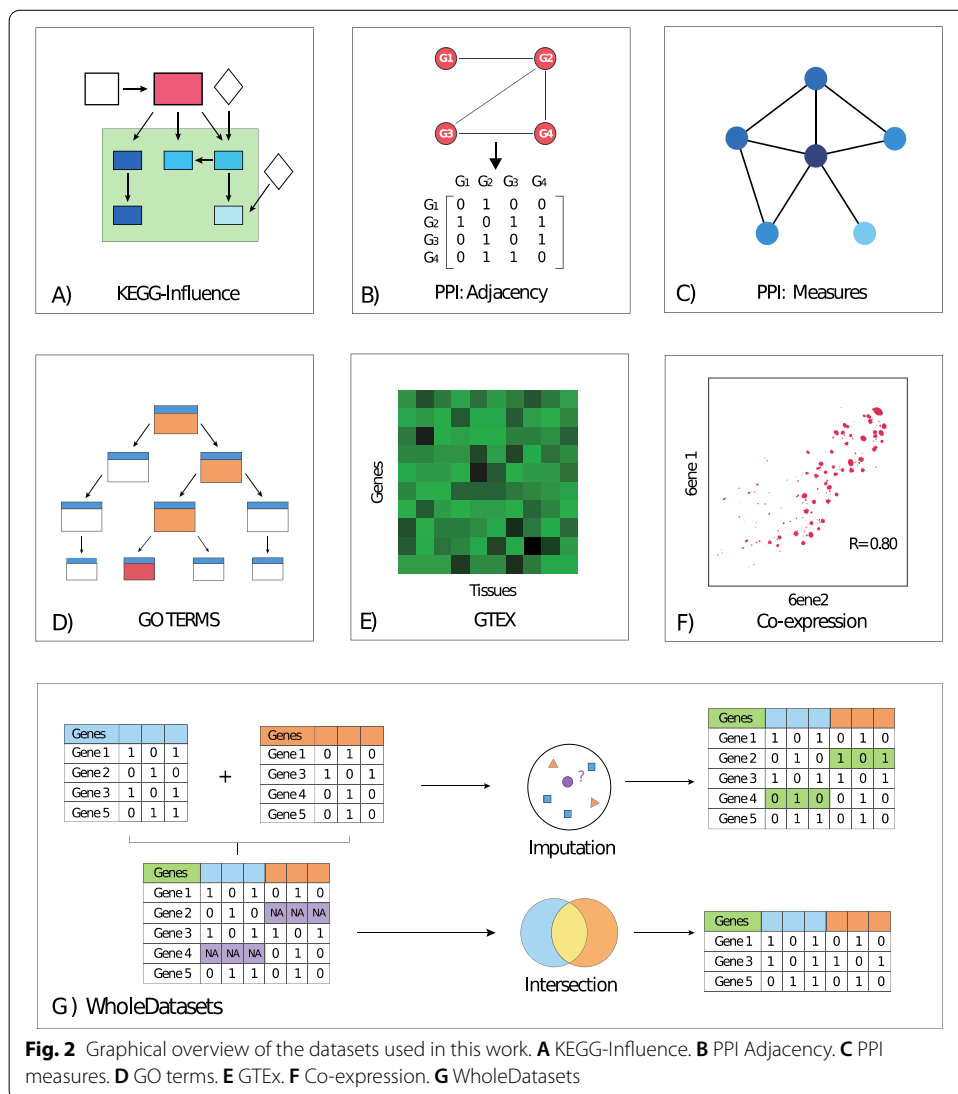 A) KEGG-Influence
G1 G2
G3 G4
G1 G2 G3 G4
G1 0 1 0 0
G2 1 0 1 1
G3 0 1 0 1
G4 0 1 1 0
B) PPI: Adjacency
C) PPI: Measures
D) GO TERMS
Genes
Tissues
E) GTEX
6ene 1
R= 0.80
6ene2
F) Co-expression
Genes
Gene 1 1 0 1
Gene 2 0 1 0
Gene 3 1 0 1
Gene 5 0 1 1
+
Genes
Gene 1 0 1 0
Gene 3 1 0 1
Gene 4 0 1 0
Gene 5 0 1 0
?
Imputation
Genes
Gene 1 1 0 1 0 1 0
Gene 2 0 1 0 1 0 1
Gene 3 1 0 1 1 0 1
Gene 4 0 1 0 0 1 0
Gene 5 0 1 1 0 1 0
Genes
Gene 1 1 0 1 0 1 0
Gene 2 0 1 0 NA NA NA
Gene 3 1 0 1 1 0 1
Gene 4 NA NA NA 0 1 0
Gene 5 0 1 1 0 1 0
Intersection
Genes
Gene 1 1 0 1 0 1 0
Gene 3 1 0 1 1 0 1
Gene 5 0 1 1 0 1 0
G ) WholeDatasets
Fig. 2 Graphical overview of the datasets used in this work. A KEGG-Influence. B PPI Adjacency. C PPI
measures. D GO terms. E GTEx. F Co-expression. G WholeDatasets